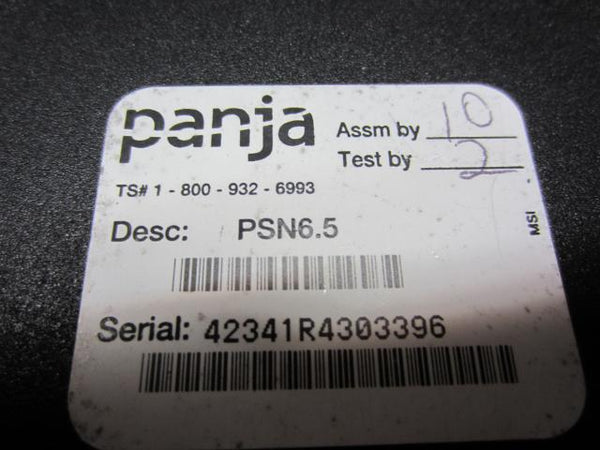 panja
Assm by 10
Test by 2
TS# 1 - 800 - 932 - 6993
Desc: PSN6.5
MSI
Serial: 42341R4303396